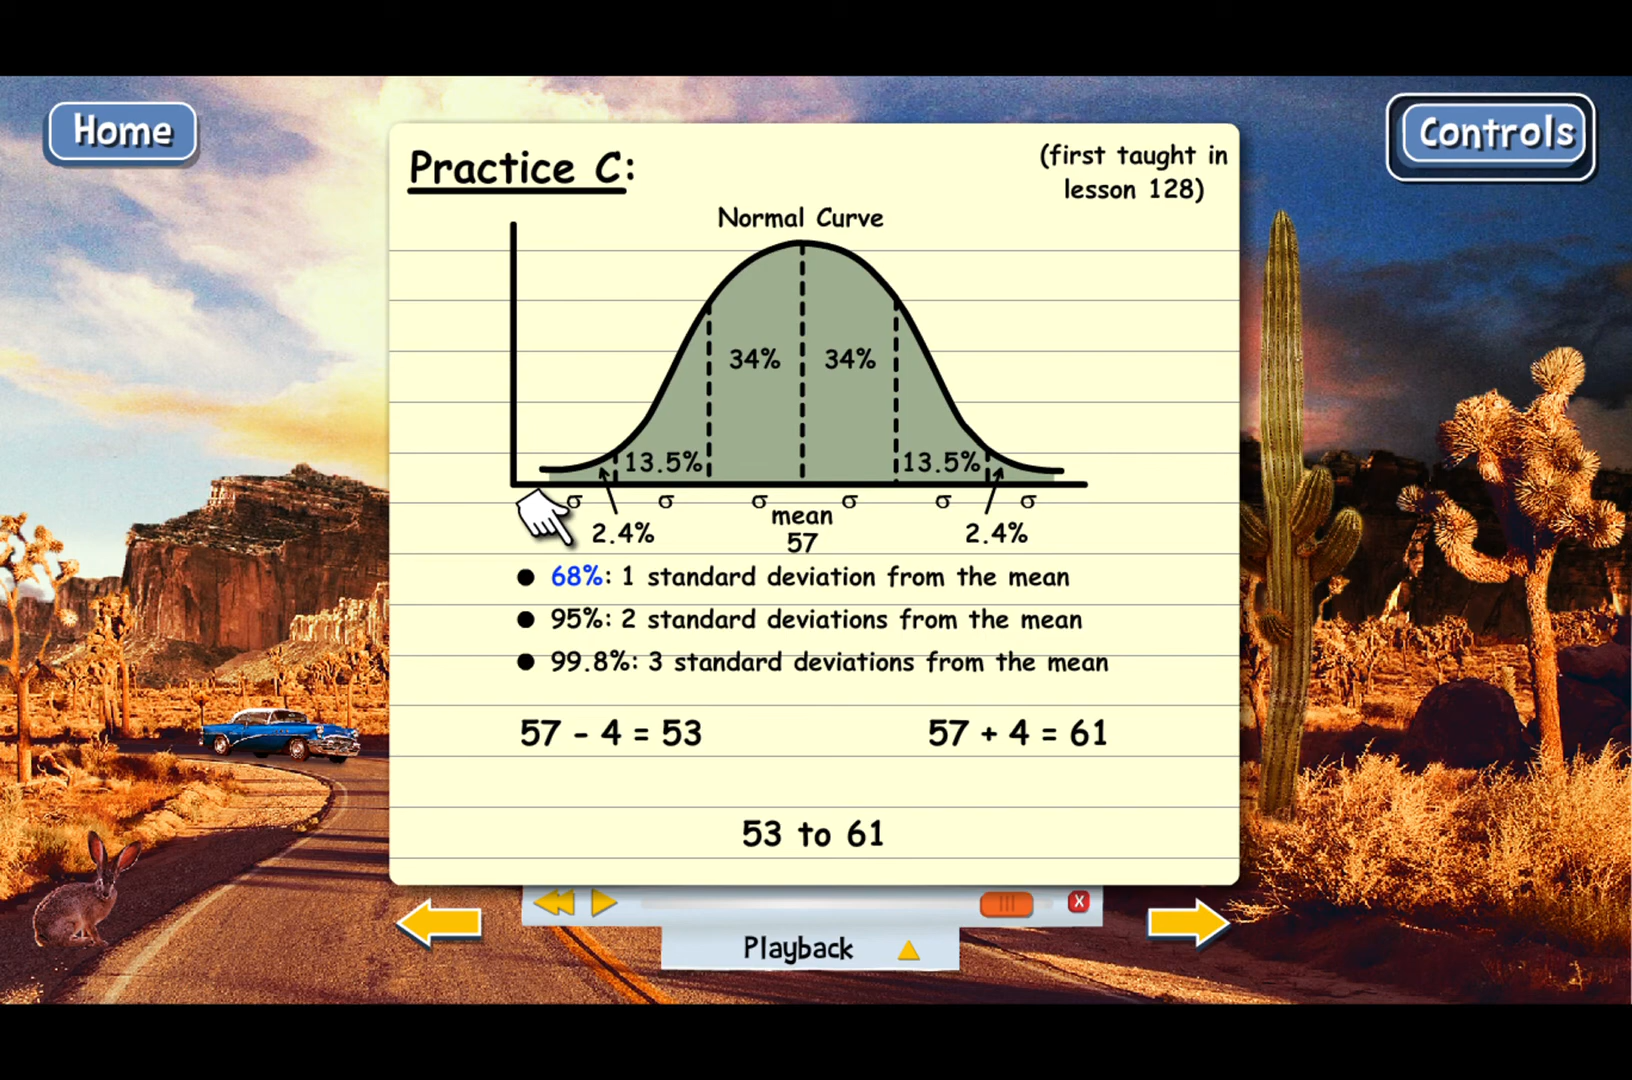 Home
Controls
Practice C:
(first taught in
lesson 128)
Normal Curve
34% 34%
13.5% 13.5%
σ σ σ σ σ σ
mean
2.4% 57 2.4%
● 68%: 1 standard deviation from the mean
● 95%: 2 standard deviations from the mean
● 99.8%: 3 standard deviations from the mean
57 - 4 = 53 57 + 4 = 61
53 to 61
X
Playback